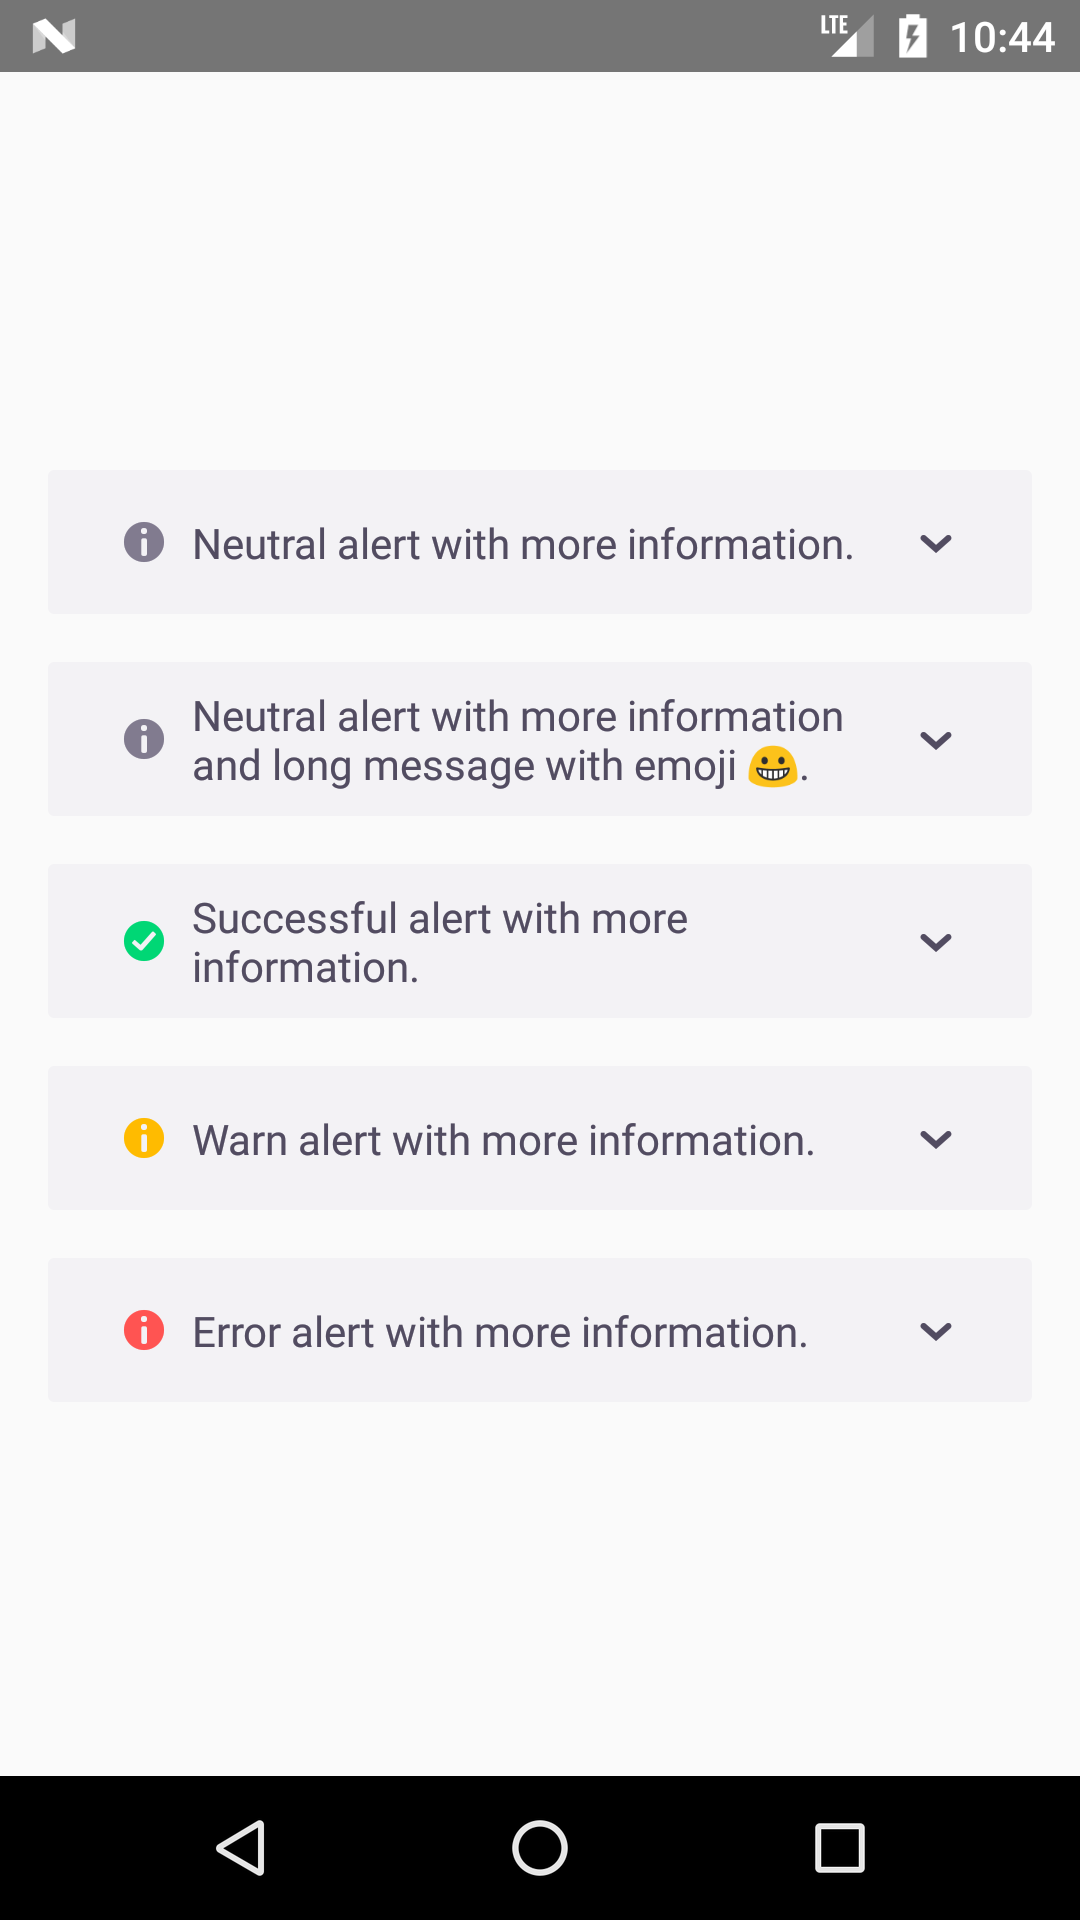 LTE 10:44
Neutral alert with more information.
Neutral alert with more information
and long message with emoji 😀.
Successful alert with more
information.
Warn alert with more information.
Error alert with more information.